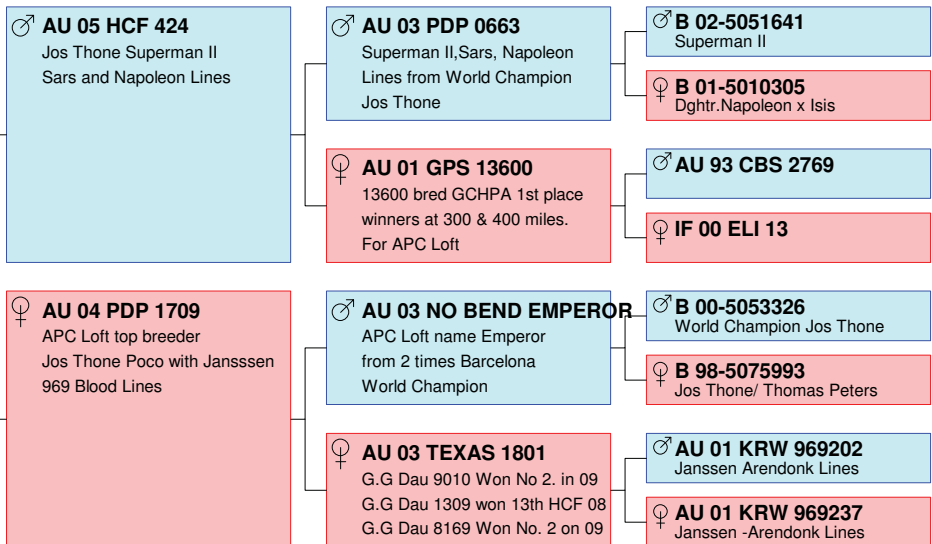 AU 05 HCF 424
Jos Thone Superman II
Sars and Napoleon Lines
AU 04 PDP 1709
APC Loft top breeder
Jos Thone Poco with Jansssen
969 Blood Lines
AU 03 PDP 0663
Superman II,Sars, Napoleon
Lines from World Champion
Jos Thone
AU 01 GPS 13600
13600 bred GCHPA 1st place
winners at 300 & 400 miles.
For APC Loft
AU 03 NO BEND EMPEROR
APC Loft name Emperor
from 2 times Barcelona
World Champion
AU 03 TEXAS 1801
G.G Dau 9010 Won No 2. in 09
G.G Dau 1309 won 13th HCF 08
G.G Dau 8169 Won No. 2 on 09
B 02-5051641
Superman II
B 01-5010305
Dghtr.Napoleon x Isis
AU 93 CBS 2769
IF 00 ELI 13
B 00-5053326
World Champion Jos Thone
B 98-5075993
Jos Thone/ Thomas Peters
AU 01 KRW 969202
Janssen Arendonk Lines
AU 01 KRW 969237
Janssen -Arendonk Lines